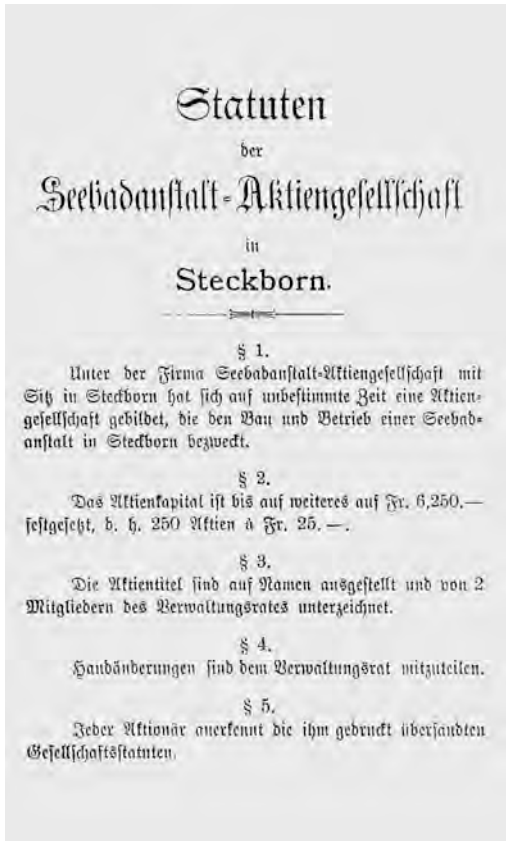 Statuten
der
Seebadanstalt-Aktiengesellschaft
in
Steckborn.
§ 1.
Unter der Firma Seebadanstalt-Aktiengesellschaft mit
Sitz in Steckborn hat sich auf unbestimmte Zeit eine Aktien-
gesellschaft gebildet, die den Bau und Betrieb einer Seebad-
anstalt in Steckborn bezweckt.
§ 2.
Das Aktienkapital ist bis auf weiteres auf Fr. 6,250.—
festgesetzt, d. h. 250 Aktien à Fr. 25. —.
§ 3.
Die Aktientitel sind auf Namen ausgestellt und von 2
Mitgliedern des Verwaltungsrates unterzeichnet.
§ 4.
Handänderungen sind dem Verwaltungsrat mitzuteilen.
§ 5.
Jeder Aktionär anerkennt die ihm gedruckt übersandten
Gesellschaftsstatuten.